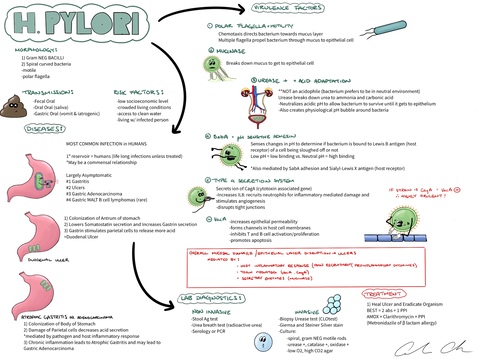 H. PYLORI
MORPHOLOGY:
1) Gram NEG BACILLI
2) Spiral curved bacteria
-motile
-polar flagella
TRANSMISSION:
-Fecal Oral
-Oral Oral (saliva)
-Gastric Oral (vomit & iatrogenic)
RISK FACTORS:
-low socioeconomic level
-crowded living conditions
-access to clean water
-living w/ infected person
DISEASES:
MOST COMMON INFECTION IN HUMANS
1° reservoir = humans (life long infections unless treated)
*May be a commensal relationship
Largely Asymptomatic
#1 Gastritis
#2 Ulcers
#3 Gastric Adenocarcinoma
#4 Gastric MALT B cell lymphomas (rare)
1) Colonization of Antrum of stomach
2) Lowers Somatostatin secretion and increases Gastrin secretion
3) Gastrin stimulates parietal cells to release more acid
=Duodenal Ulcer
DUODENAL ULCER
ATROPHIC GASTRITIS → ADENOCARCINOMA
1) Colonization of Body of Stomach
2) Damage of Parietal cells decreases acid secretion
*mediated by pathogen and host inflammatory response
3) Chronic inflammation leads to Atrophic Gastritis and may lead to
Gastric Adenocarcinoma
VIRULENCE FACTORS
① POLAR FLAGELLA - MOTILITY
Chemotaxis directs bacterium towards mucus layer
Multiple flagella propel bacterium through mucus to epithelial cell
② MUCINASE
Breaks down mucus to get to epithelial cell
③ UREASE → ACID ADAPTATION
**NOT an acidophile (bacterium prefers to be in neutral environment)
Urease breaks down urea to ammonia and carbonic acid
-Neutralizes acidic pH to allow bacterium to survive until it gets to epithelium
-Also creates physiological pH bubble around bacteria
④ BabA → pH SENSITIVE ADHESIN
Senses changes in pH to determine if bacterium is bound to Lewis B antigen (host
receptor) of a cell being sloughed off or not
Low pH = low binding vs. Neutral pH = high binding
*Also mediated by SabA adhesin and Sialyl-Lewis X antigen (host receptor)
⑤ TYPE 4 SECRETION SYSTEM
Secretes ion of CagA (cytotoxin associated gene)
-Increases IL8: recruits neutrophils for inflammatory mediated damage and
stimulates angiogenesis
-disrupts tight junctions
IF STRAIN = CagA + VacA
MOST VIRULENT!
⑥ VacA
-Increases epithelial permeability
-forms channels in host cell membranes
-inhibits T and B cell activation/proliferation
-promotes apoptosis
OVERALL MUCOSAL DAMAGE / EPITHELIAL LAYER DISRUPTION → ULCERS
MEDIATED BY:
- HOST INFLAMMATORY RESPONSE
- TOXIN MEDIATED (VacA, CagA)
- SECRETED ENZYMES (MUCINASE)
LAB DIAGNOSTICS:
NON INVASIVE
-Stool Ag test
-Urea breath test (radioactive urea)
-Serology or PCR
INVASIVE
-Biopsy Urease test (CLOtest)
-Giemsa and Steiner Silver stain
-Culture
- spiral, gram NEG motile rods
- urease +, catalase +, oxidase +
-low O2, high CO2 agar
TREATMENT:
1) Heal Ulcer and Eradicate Organism
BEST = 2 abx + 1 PPI
AMOX + Clarithromycin + PPI
(Metronidazole if β lactam allergy)